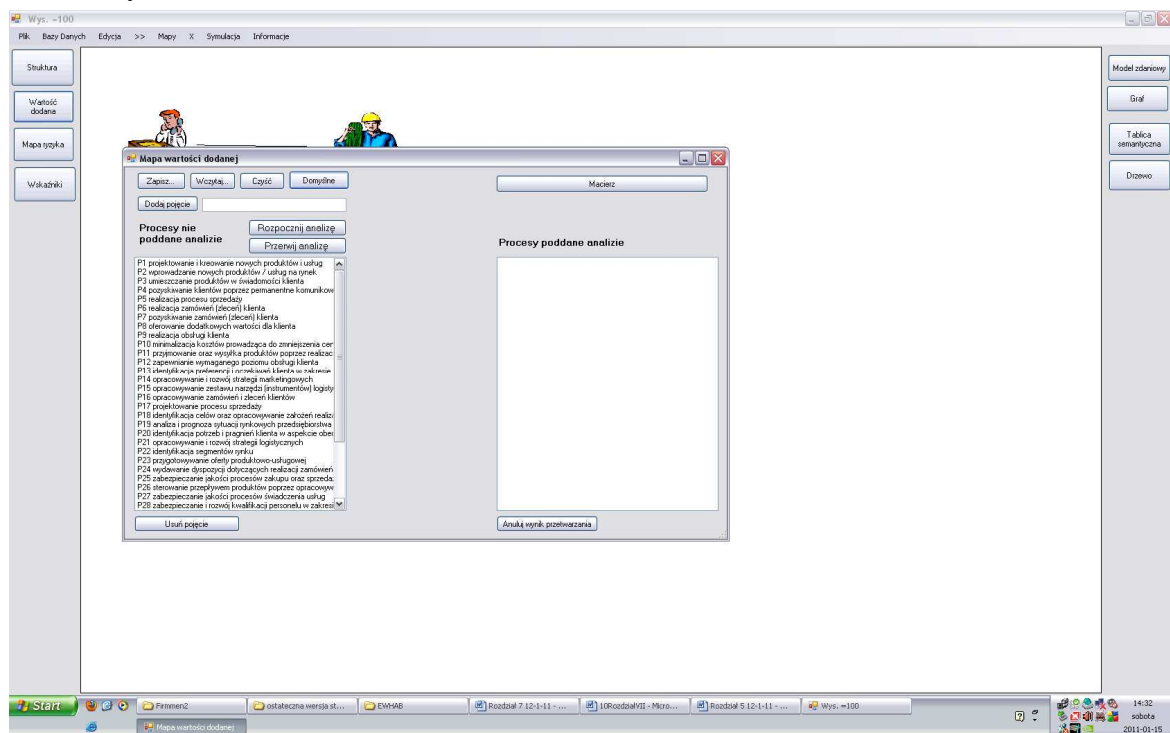 Wys. -100
Plik Bazy Danych Edycja >> Mapy X Symulacja Informacje
Struktura
Wartość
dodana
Mapa ryzyka
Wskaźniki
Model zdaniowy
Graf
Tablica
semantyczna
Drzewo
Mapa wartości dodanej
Zapisz... Wczytaj... Czyść Domyślne
Macierz
Dodaj pojęcie
Procesy nie
poddane analizie
Rozpocznij analizę
Przerwij analizę
Procesy poddane analizie
P1 projektowanie i kreowanie nowych produktów i usług
P2 wprowadzanie nowych produktów / usług na rynek
P3 umieszczanie produktów w świadomości klienta
P4 pozyskiwanie klientów poprzez permanentne komunikow
P5 realizacja procesu sprzedaży
P6 realizacja zamówień (zleceń) klienta
P7 pozyskiwanie zamówień (zleceń) klienta
P8 oferowanie dodatkowych wartości dla klienta
P9 realizacja obsługi klienta
P10 minimalizacja kosztów prowadząca do zmniejszenia cer
P11 przyjmowanie oraz wysyłka produktów poprzez realizac
P12 zapewnianie wymaganego poziomu obsługi klienta
P13 identyfikacja preferencji i oczekiwań klienta w zakresie
P14 opracowywanie i rozwój strategii marketingowych
P15 opracowywanie zestawu narzędzi (instrumentów) logisty
P16 opracowywanie zamówień i zleceń klientów
P17 projektowanie procesu sprzedaży
P18 identyfikacja celów oraz opracowywanie założeń realiza
P19 analiza i prognoza sytuacji rynkowych przedsiębiorstwa
P20 identyfikacja potrzeb i pragnień klienta w aspekcie obec
P21 opracowywanie i rozwój strategii logistycznych
P22 identyfikacja segmentów rynku
P23 przygotowywanie oferty produktowo-usługowej
P24 wydawanie dyspozycji dotyczących realizacji zamówień
P25 zabezpieczanie jakości procesów zakupu oraz sprzeda
P26 sterowanie przepływem produktów poprzez opracowyw
P27 zabezpieczanie jakości procesów świadczenia usług
P28 zabezpieczanie i rozwój kwalifikacji personelu w zakresi
Usuń pojęcie
Anuluj wynik przetwarzania
Start
Firmmen2
ostateczna wersja st...
EWHAB
Rozdział 7 12-1-11 - ...
10RozdziałVII - Micro...
Rozdział 5 12-1-11 - ...
Wys. =100
Mapa wartości dodanej
14:32
sobota
2011-01-15